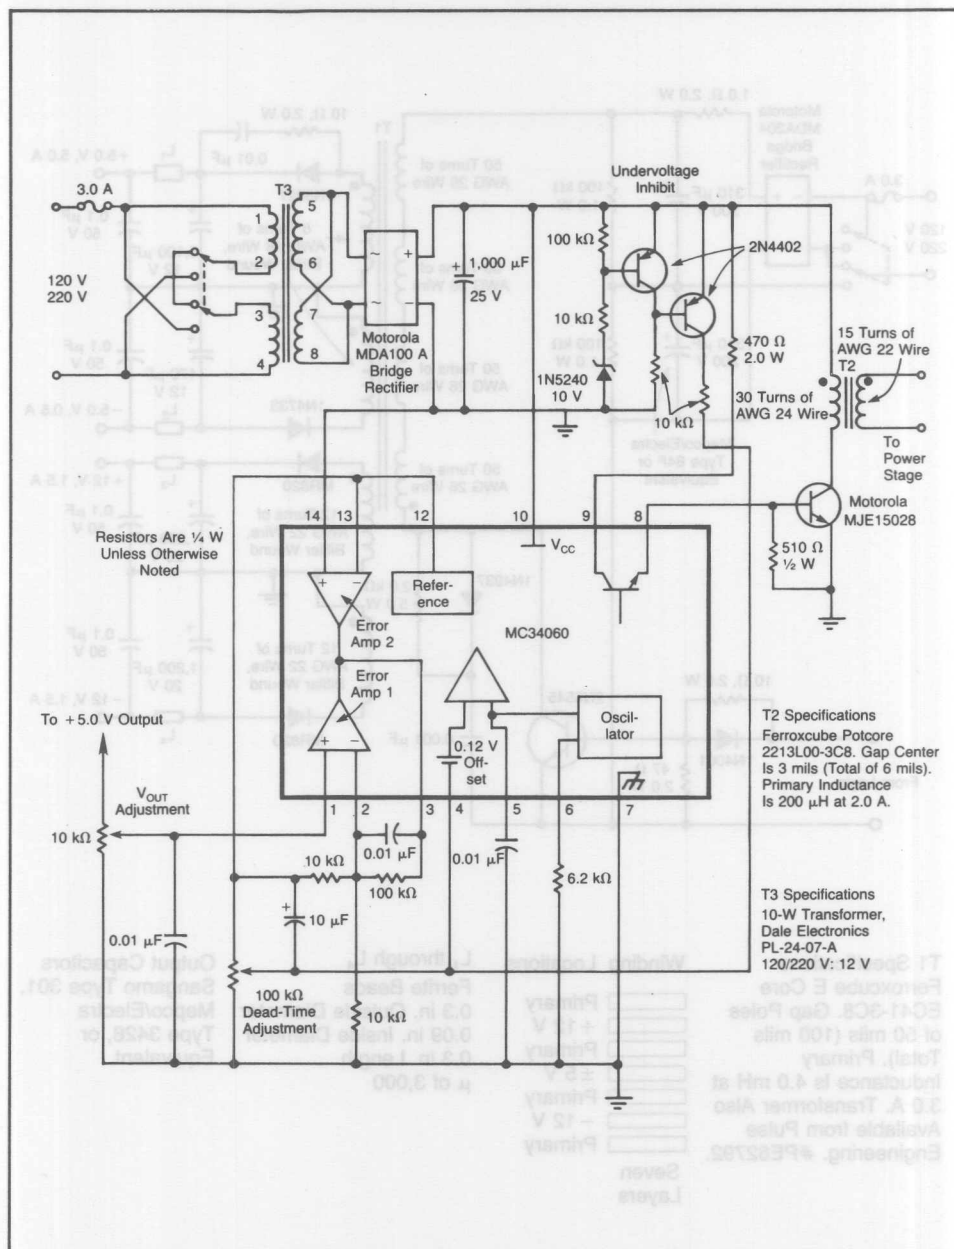 3.0 A
T3
1
2
3
4
5
6
7
8
120 V
220 V
~
~
+
−
Motorola
MDA100 A
Bridge
Rectifier
+
1,000 μF
25 V
Undervoltage
Inhibit
100 kΩ
10 kΩ
1N5240
10 V
2N4402
10 kΩ
470 Ω
2.0 W
15 Turns of
AWG 22 Wire
T2
30 Turns of
AWG 24 Wire
To
Power
Stage
Motorola
MJE15028
510 Ω
½ W
Resistors Are ¼ W
Unless Otherwise
Noted
14
13
12
10
9
8
VCC
+
−
Refer-
ence
Error
Amp 2
MC34060
Error
Amp 1
+
−
0.12 V
Off-
set
Oscil-
lator
1
2
3
4
5
6
7
To +5.0 V Output
VOUT
Adjustment
10 kΩ
0.01 μF
10 kΩ
100 kΩ
0.01 μF
6.2 kΩ
+
10 μF
0.01 μF
100 kΩ
Dead-Time
Adjustment
10 kΩ
T2 Specifications
Ferroxcube Potcore
2213L00-3C8. Gap Center
Is 3 mils (Total of 6 mils).
Primary Inductance
Is 200 μH at 2.0 A.
T3 Specifications
10-W Transformer,
Dale Electronics
PL-24-07-A
120/220 V: 12 V